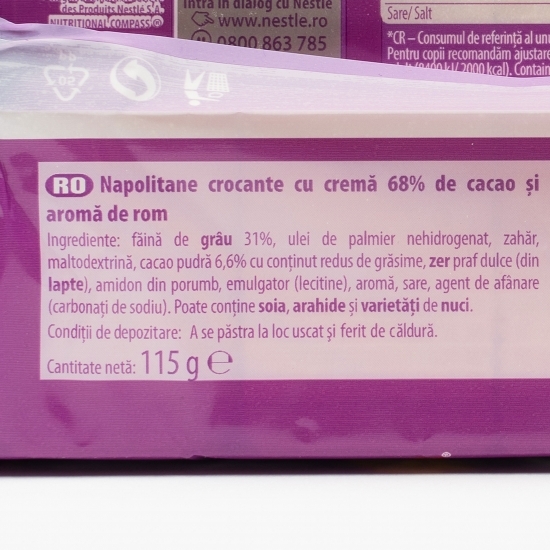 des Produits Nestlé S.A.
NUTRITIONAL COMPASS®
Intră în dialog cu Nestlé
www.nestle.ro
0800 863 785
Sare/ Salt
*CR – Consumul de referință al unu
Pentru copii recomandăm ajustare
(8400 kJ/ 2000 kcal).
RO Napolitane crocante cu cremă 68% de cacao și
aromă de rom
Ingrediente: făină de grâu 31%, ulei de palmier nehidrogenat, zahăr,
maltodextrină, cacao pudră 6,6% cu conținut redus de grăsime, zer praf dulce (din
lapte), amidon din porumb, emulgator (lecitine), aromă, sare, agent de afânare
(carbonați de sodiu). Poate conține soia, arahide și varietăți de nuci.
Condiții de depozitare: A se păstra la loc uscat și ferit de căldură.
Cantitate netă: 115 g ℮